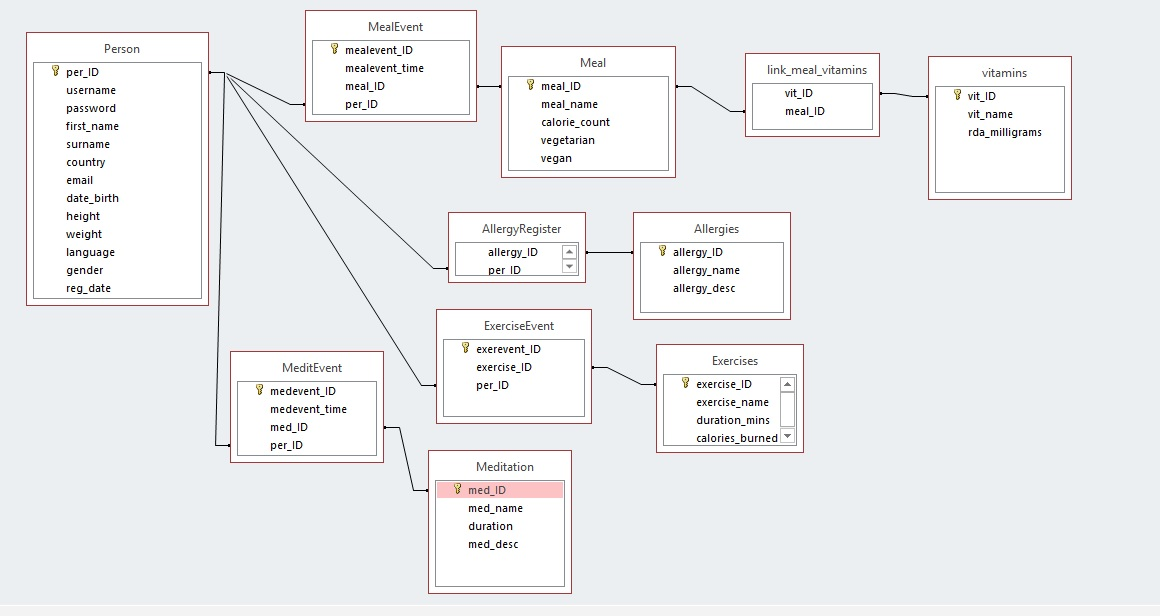 Person
per_ID
username
password
first_name
surname
country
email
date_birth
height
weight
language
gender
reg_date
MealEvent
mealevent_ID
mealevent_time
meal_ID
per_ID
Meal
meal_ID
meal_name
calorie_count
vegetarian
vegan
link_meal_vitamins
vit_ID
meal_ID
vitamins
vit_ID
vit_name
rda_milligrams
AllergyRegister
allergy_ID
per_ID
Allergies
allergy_ID
allergy_name
allergy_desc
ExerciseEvent
exerevent_ID
exercise_ID
per_ID
Exercises
exercise_ID
exercise_name
duration_mins
calories_burned
MeditEvent
medevent_ID
medevent_time
med_ID
per_ID
Meditation
med_ID
med_name
duration
med_desc